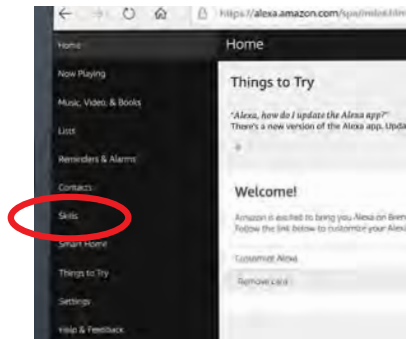 https://alexa.amazon.com/spa/index.htm
Home
Now Playing
Music, Video, & Books
Lists
Reminders & Alarms
Contacts
Skills
Smart Home
Things to Try
Settings
Help & Feedback
Home
Things to Try
"Alexa, how do I update the Alexa app?"
There's a new version of the Alexa app. Upda
Welcome!
Amazon is excited to bring you Alexa on
Follow the link below to customize your Alexa
Customize Alexa
Remove card